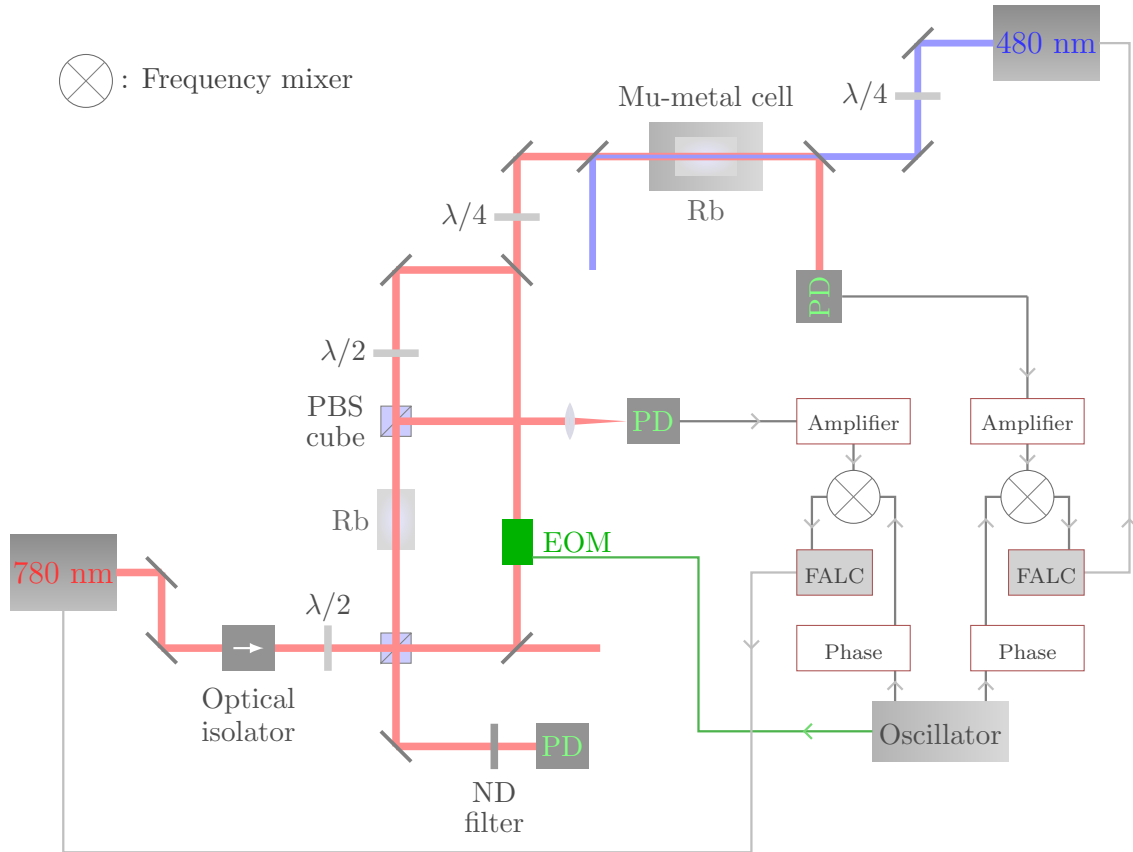 480 nm
: Frequency mixer
Mu-metal cell
λ/4
λ/4
Rb
PD
λ/2
PBS
cube
PD
Amplifier
Amplifier
Rb
EOM
780 nm
FALC
FALC
λ/2
Phase
Phase
Optical
isolator
Oscillator
PD
ND
filter